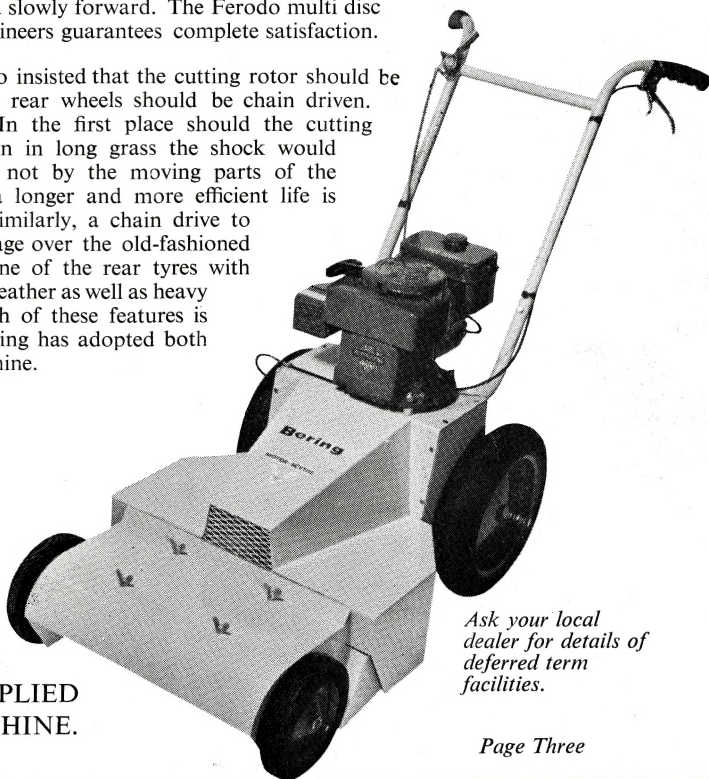 slowly forward. The Ferodo multi disc
ineers guarantees complete satisfaction.
o insisted that the cutting rotor should be
rear wheels should be chain driven.
In the first place should the cutting
n in long grass the shock would
not by the moving parts of the
longer and more efficient life is
imilarly, a chain drive to
age over the old-fashioned
ne of the rear tyres with
eather as well as heavy
h of these features is
ing has adopted both
hine.
Bering
MOTOR SCYTHE
Ask your local
dealer for details of
deferred term
facilities.
PLIED
HINE.
Page Three